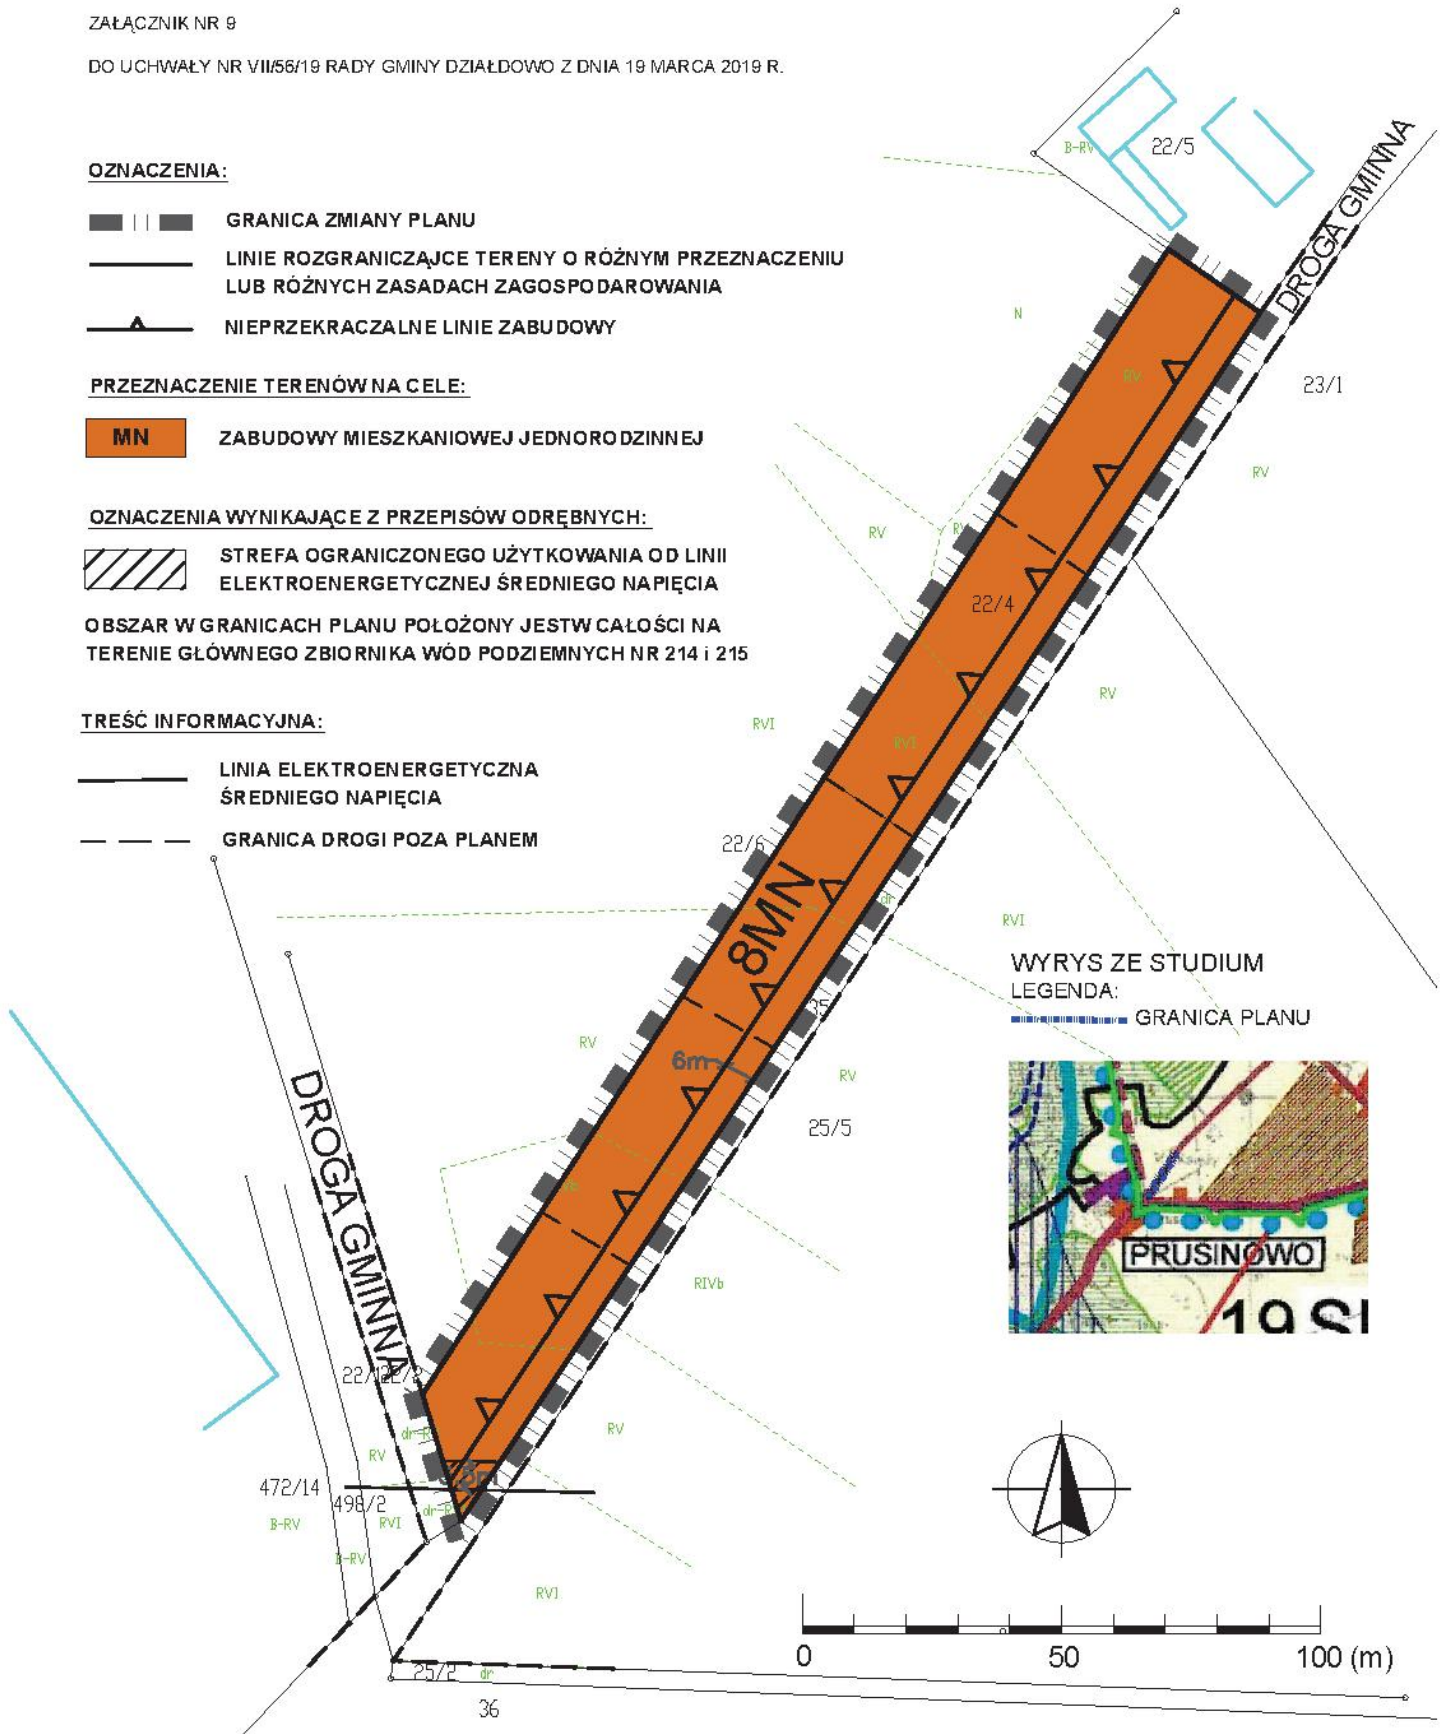 ZAŁĄCZNIK NR 9
DO UCHWAŁY NR VII/56/19 RADY GMINY DZIAŁDOWO Z DNIA 19 MARCA 2019 R.
OZNACZENIA:
GRANICA ZMIANY PLANU
LINIE ROZGRANICZAJĄCE TERENY O RÓŻNYM PRZEZNACZENIU
LUB RÓŻNYCH ZASADACH ZAGOSPODAROWANIA
NIEPRZEKRACZALNE LINIE ZABUDOWY
PRZEZNACZENIE TERENÓW NA CELE:
MN
ZABUDOWY MIESZKANIOWEJ JEDNORODZINNEJ
OZNACZENIA WYNIKAJĄCE Z PRZEPISÓW ODRĘBNYCH:
STREFA OGRANICZONEGO UŻYTKOWANIA OD LINII
ELEKTROENERGETYCZNEJ ŚREDNIEGO NAPIĘCIA
OBSZAR W GRANICACH PLANU POŁOŻONY JEST W CAŁOŚCI NA
TERENIE GŁÓWNEGO ZBIORNIKA WÓD PODZIEMNYCH NR 214 i 215
TREŚĆ INFORMACYJNA:
LINIA ELEKTROENERGETYCZNA
ŚREDNIEGO NAPIĘCIA
GRANICA DROGI POZA PLANEM
B-RV
22/5
DROGA GMINNA
N
RV
23/1
RV
RV
RV
22/4
RV
RVI
RVI
22/6
8MN
dr
RVI
RV
6m
RV
25/5
DROGA GMINNA
RIVb
22/2
RV
RV
472/14
498/2
B-RV
RVI
B-RV
RVI
25/2
dr
36
WYRYS ZE STUDIUM
LEGENDA:
GRANICA PLANU
PRUSINOWO
19
0
50
100 (m)